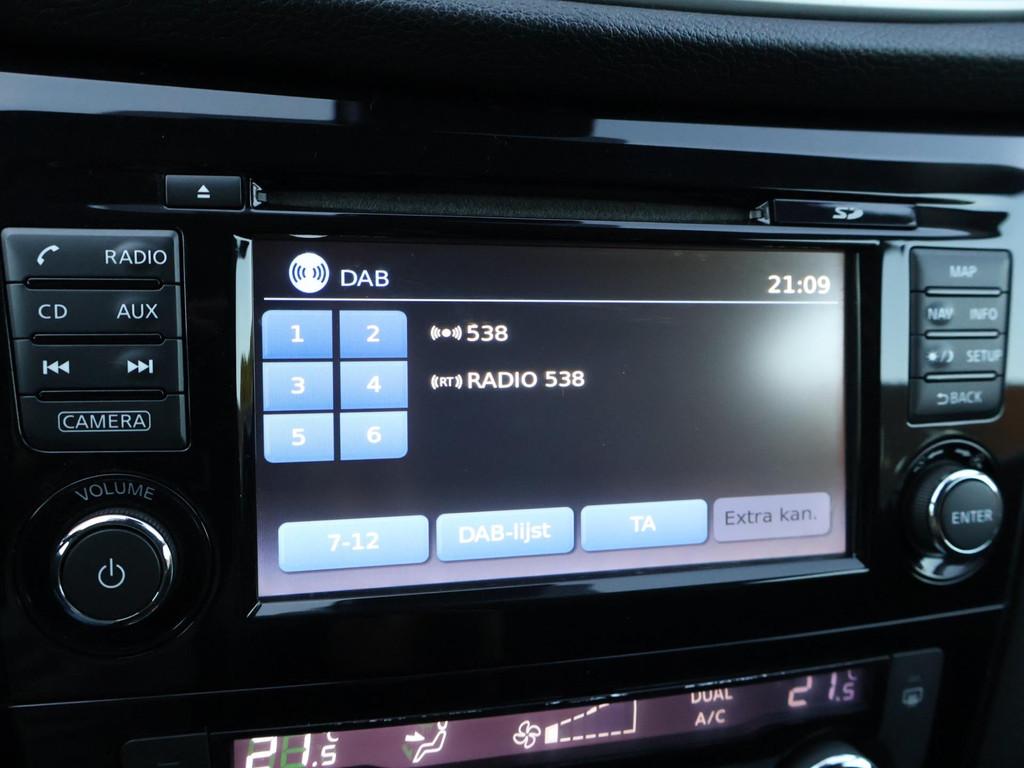 SD
RADIO
CD AUX
CAMERA
VOLUME
DAB 21:09
1 2 538
3 4 RT RADIO 538
5 6
7-12 DAB-lijst TA Extra kan.
MAP
NAV INFO
SETUP
BACK
ENTER
DUAL
A/C
21.5°C
21.5°C